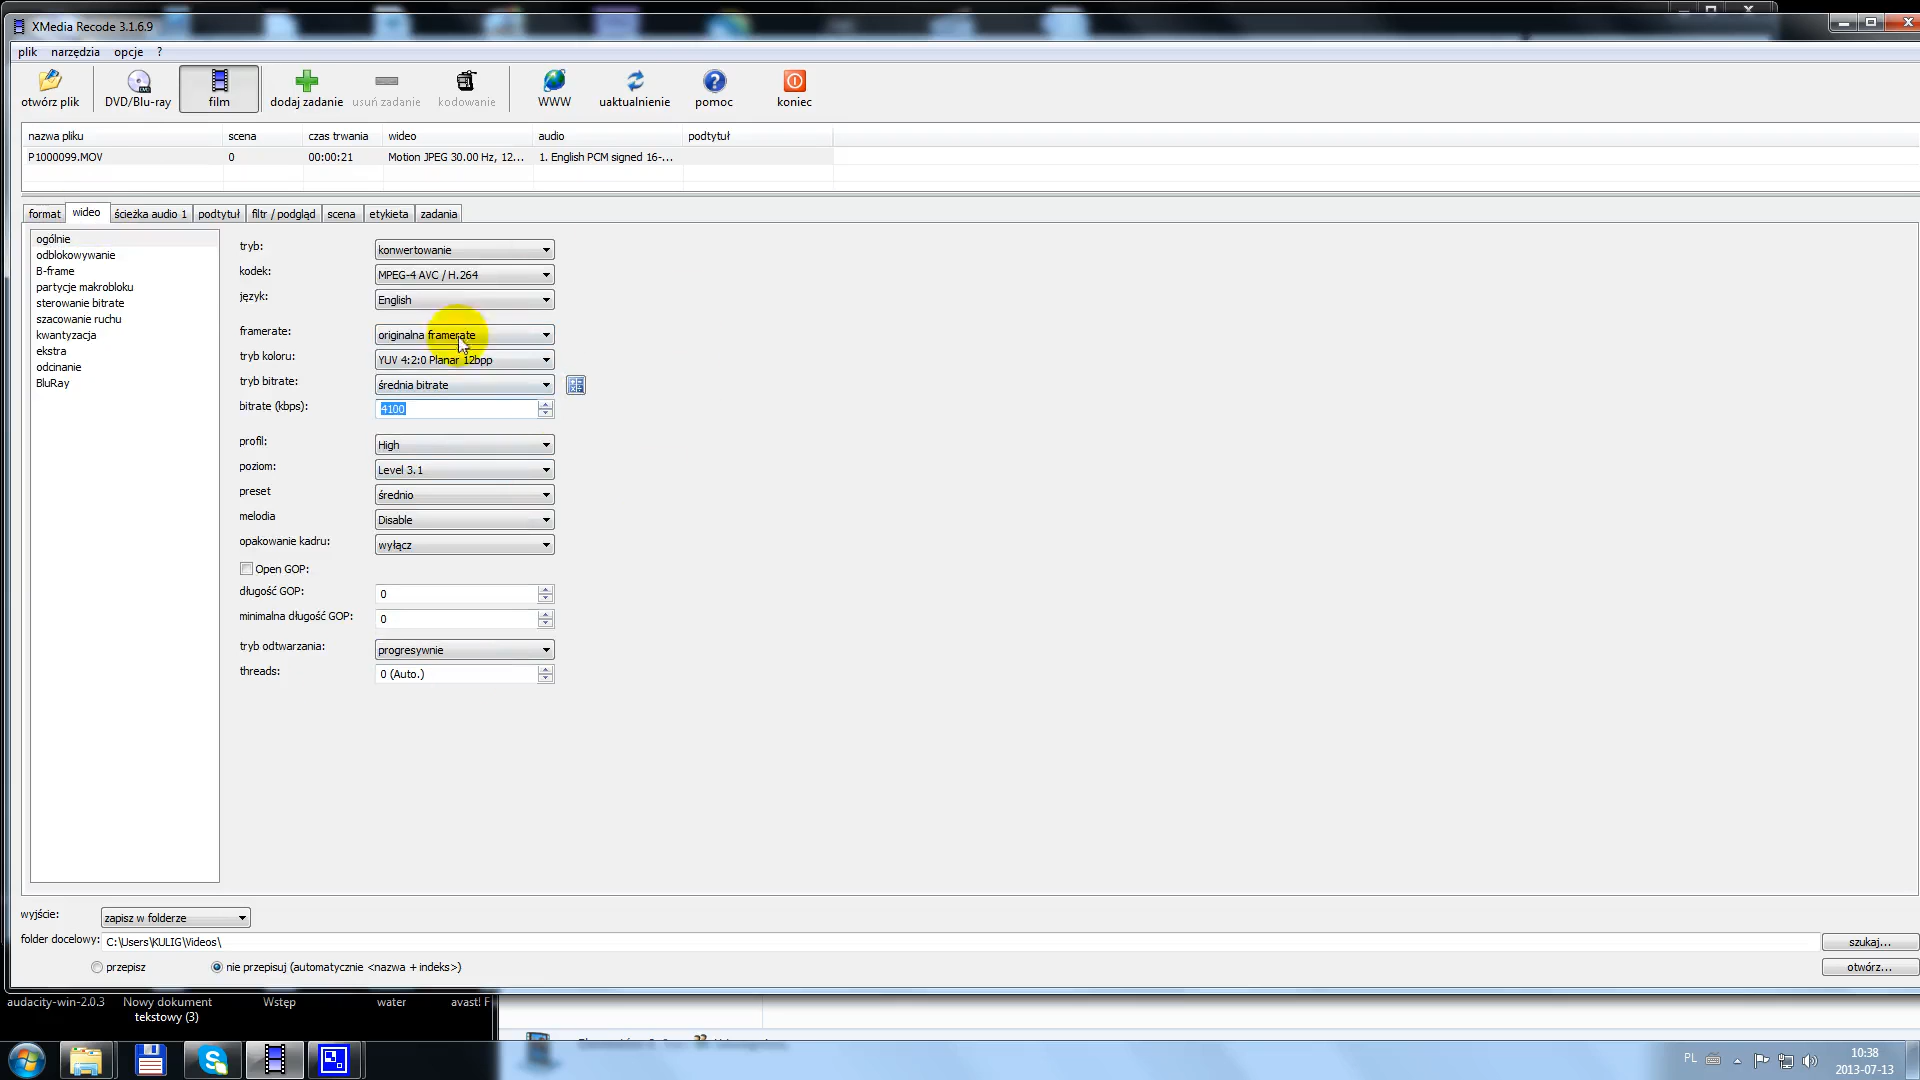 XMedia Recode 3.1.6.9
plik narzędzia opcje ?
otwórz plik DVD/Blu-ray film dodaj zadanie usuń zadanie kodowanie WWW uaktualnienie pomoc koniec
nazwa pliku scena czas trwania wideo audio podtytuł
P1000099.MOV 0 00:00:21 Motion JPEG 30.00 Hz, 12... 1. English PCM signed 16-...
format wideo ścieżka audio 1 podtytuł filtr / podgląd scena etykieta zadania
ogólnie
odblokowywanie
B-frame
partycje makrobloku
sterowanie bitrate
szacowanie ruchu
kwantyzacja
ekstra
odcinanie
BluRay
tryb: konwertowanie
kodek: MPEG-4 AVC / H.264
język: English
framerate: originalna framerate
tryb koloru: YUV 4:2:0 Planar 12bpp
tryb bitrate: średnia bitrate
bitrate (kbps): 4100
profil: High
poziom: Level 3.1
preset średnio
melodia Disable
opakowanie kadru: wyłącz
Open GOP:
długość GOP: 0
minimalna długość GOP: 0
tryb odtwarzania: progresywnie
threads: 0 (Auto.)
wyjście: zapisz w folderze
folder docelowy: C:\Users\KULIG\Videos\ szukaj...
przepisz nie przepisuj (automatycznie <nazwa + indeks>) otwórz...
audacity-win-2.0.3 Nowy dokument Wstęp water avast! F
tekstowy (3)
PL 10:38
2013-07-13